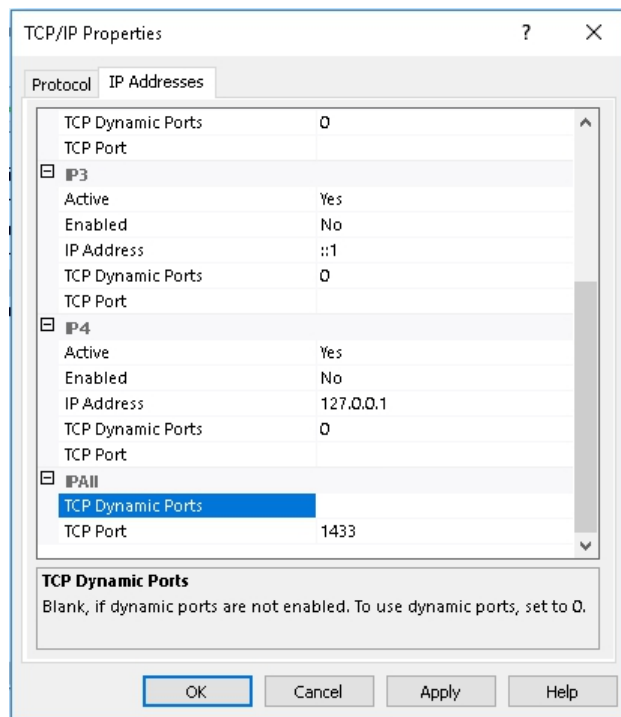 TCP/IP Properties ? ×
Protocol IP Addresses
TCP Dynamic Ports 0
TCP Port
IP3
Active Yes
Enabled No
IP Address ::1
TCP Dynamic Ports 0
TCP Port
IP4
Active Yes
Enabled No
IP Address 127.0.0.1
TCP Dynamic Ports 0
TCP Port
IPAll
TCP Dynamic Ports
TCP Port 1433
TCP Dynamic Ports
Blank, if dynamic ports are not enabled. To use dynamic ports, set to 0.
OK Cancel Apply Help